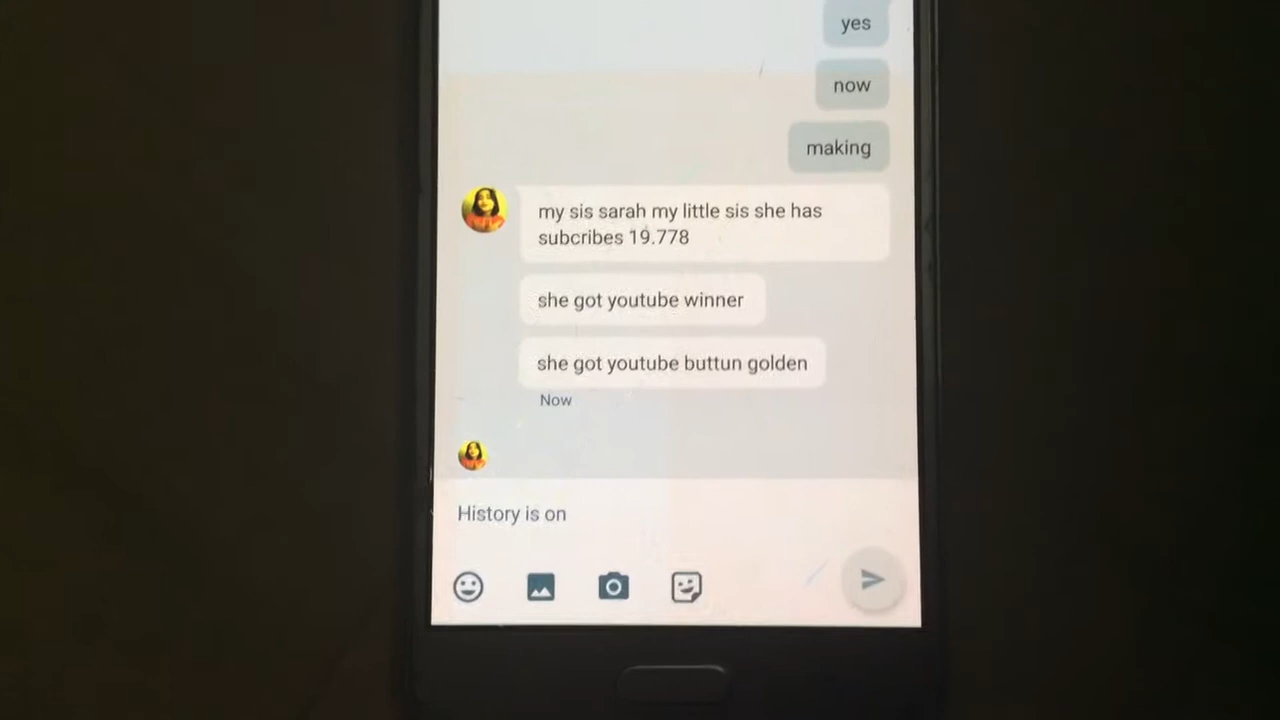 yes
now
making
my sis sarah my little sis she has
subcribes 19.778
she got youtube winner
she got youtube buttun golden
Now
History is on